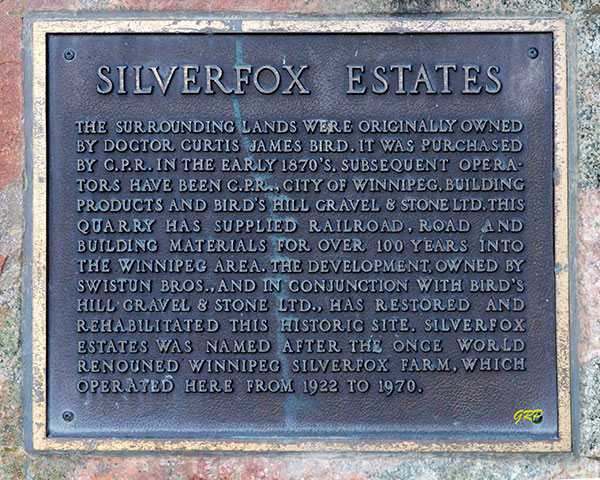 SILVERFOX ESTATES
THE SURROUNDING LANDS WERE ORIGINALLY OWNED
BY DOCTOR CURTIS JAMES BIRD. IT WAS PURCHASED
BY C.P.R. IN THE EARLY 1870'S. SUBSEQUENT OPERA-
TORS HAVE BEEN C.P.R., CITY OF WINNIPEG, BUILDING
PRODUCTS AND BIRD'S HILL GRAVEL & STONE LTD. THIS
QUARRY HAS SUPPLIED RAILROAD, ROAD AND
BUILDING MATERIALS FOR OVER 100 YEARS INTO
THE WINNIPEG AREA. THE DEVELOPMENT, OWNED BY
SWISTUN BROS., AND IN CONJUNCTION WITH BIRD'S
HILL GRAVEL & STONE LTD., HAS RESTORED AND
REHABILITATED THIS HISTORIC SITE. SILVERFOX
ESTATES WAS NAMED AFTER THE ONCE WORLD
RENOUNED WINNIPEG SILVERFOX FARM, WHICH
OPERATED HERE FROM 1922 TO 1970.
GRP